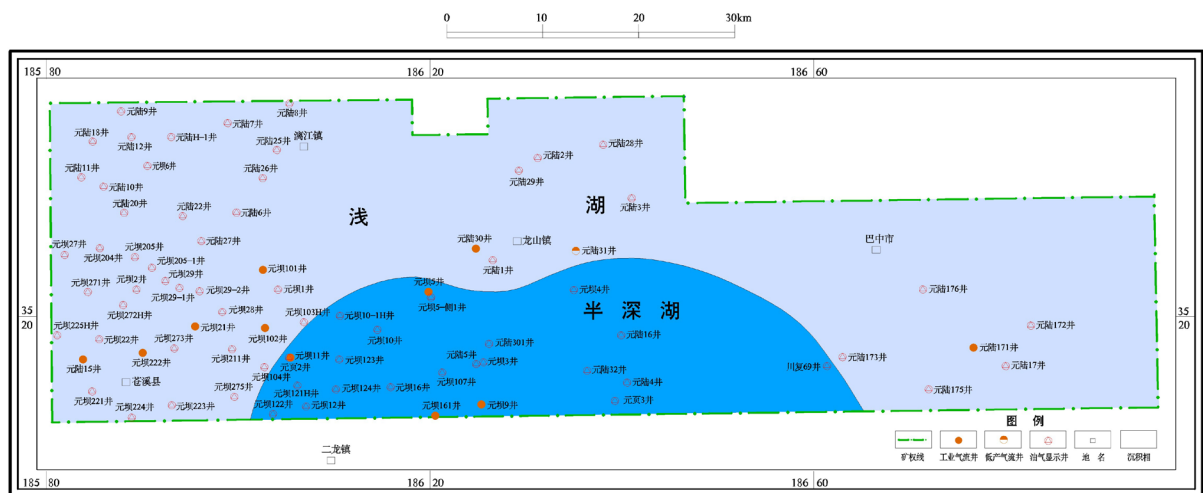 0 10 20 30km
185 80 186 20 186 60
元陆9井
元陆8井
元陆7井
元陆18井
元陆12井
元陆H-1井
元陆25井
漓江镇
元陆28井
元陆2井
元坝6井
元陆11井
元陆26井
元陆29井
元陆10井
元陆20井
元陆22井
元陆6井
元陆3井
浅 湖
元陆27井
元陆30井
龙山镇
元陆31井
巴中市
元坝27井
元坝204井
元坝205井
元坝205-1井
元陆1井
元坝101井
元坝271井
元坝2井
元坝29井
元坝29-1井
元坝29-2井
元坝1井
元坝5井
元坝5-侧1井
元坝4井
元陆176井
元坝272H井
元坝28井
元坝103H井
元坝10-1H井
半 深 湖
35
20
35
20
元坝225H井
元坝22井
元坝21井
元坝102井
元坝10井
元陆16井
元陆172井
元坝273井
元坝211井
元陆301井
元陆171井
元陆15井
元坝222井
元坝11井
元页2井
元坝123井
元陆5井
元坝3井
元陆173井
川复69井
元陆17井
苍溪县
元坝104井
元坝107井
元陆32井
元陆4井
元坝221井
元坝275井
元坝121H井
元坝124井
元坝16井
元陆175井
元坝224井
元坝223井
元坝122井
元坝12井
元坝161井
元坝9井
元页3井
二龙镇
图 例
矿权线 工业气流井 低产气流井 油气显示井 地 名 沉积相
185 80 186 20 186 60